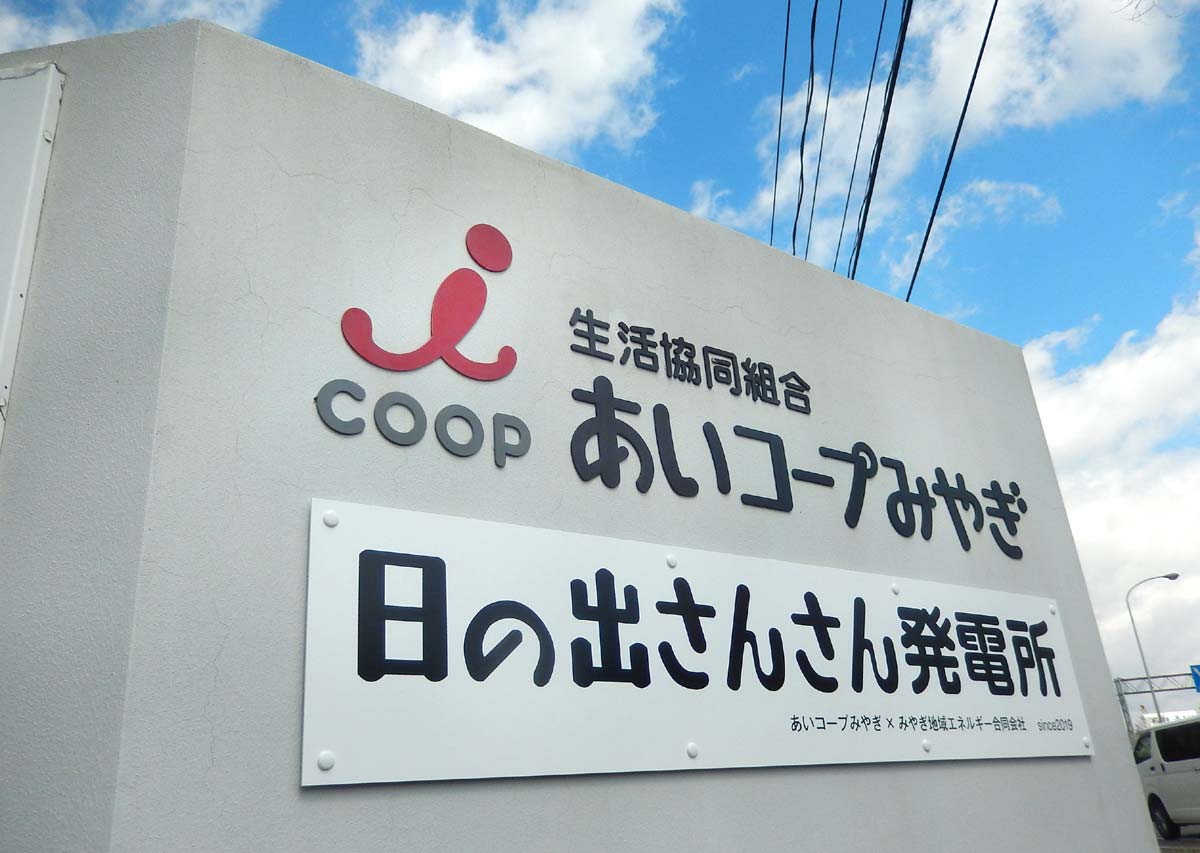 COOP
生活協同組合
あいコープみやぎ
日の出さんさん発電所
あいコープみやぎ × みやぎ地域エネルギー合同会社 since2019